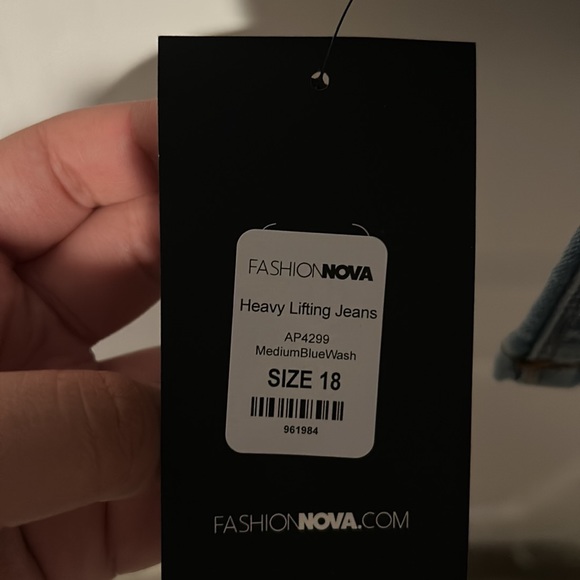 FASHIONNOVA
Heavy Lifting Jeans
AP4299
MediumBlueWash
SIZE 18
961984
FASHIONNOVA.COM